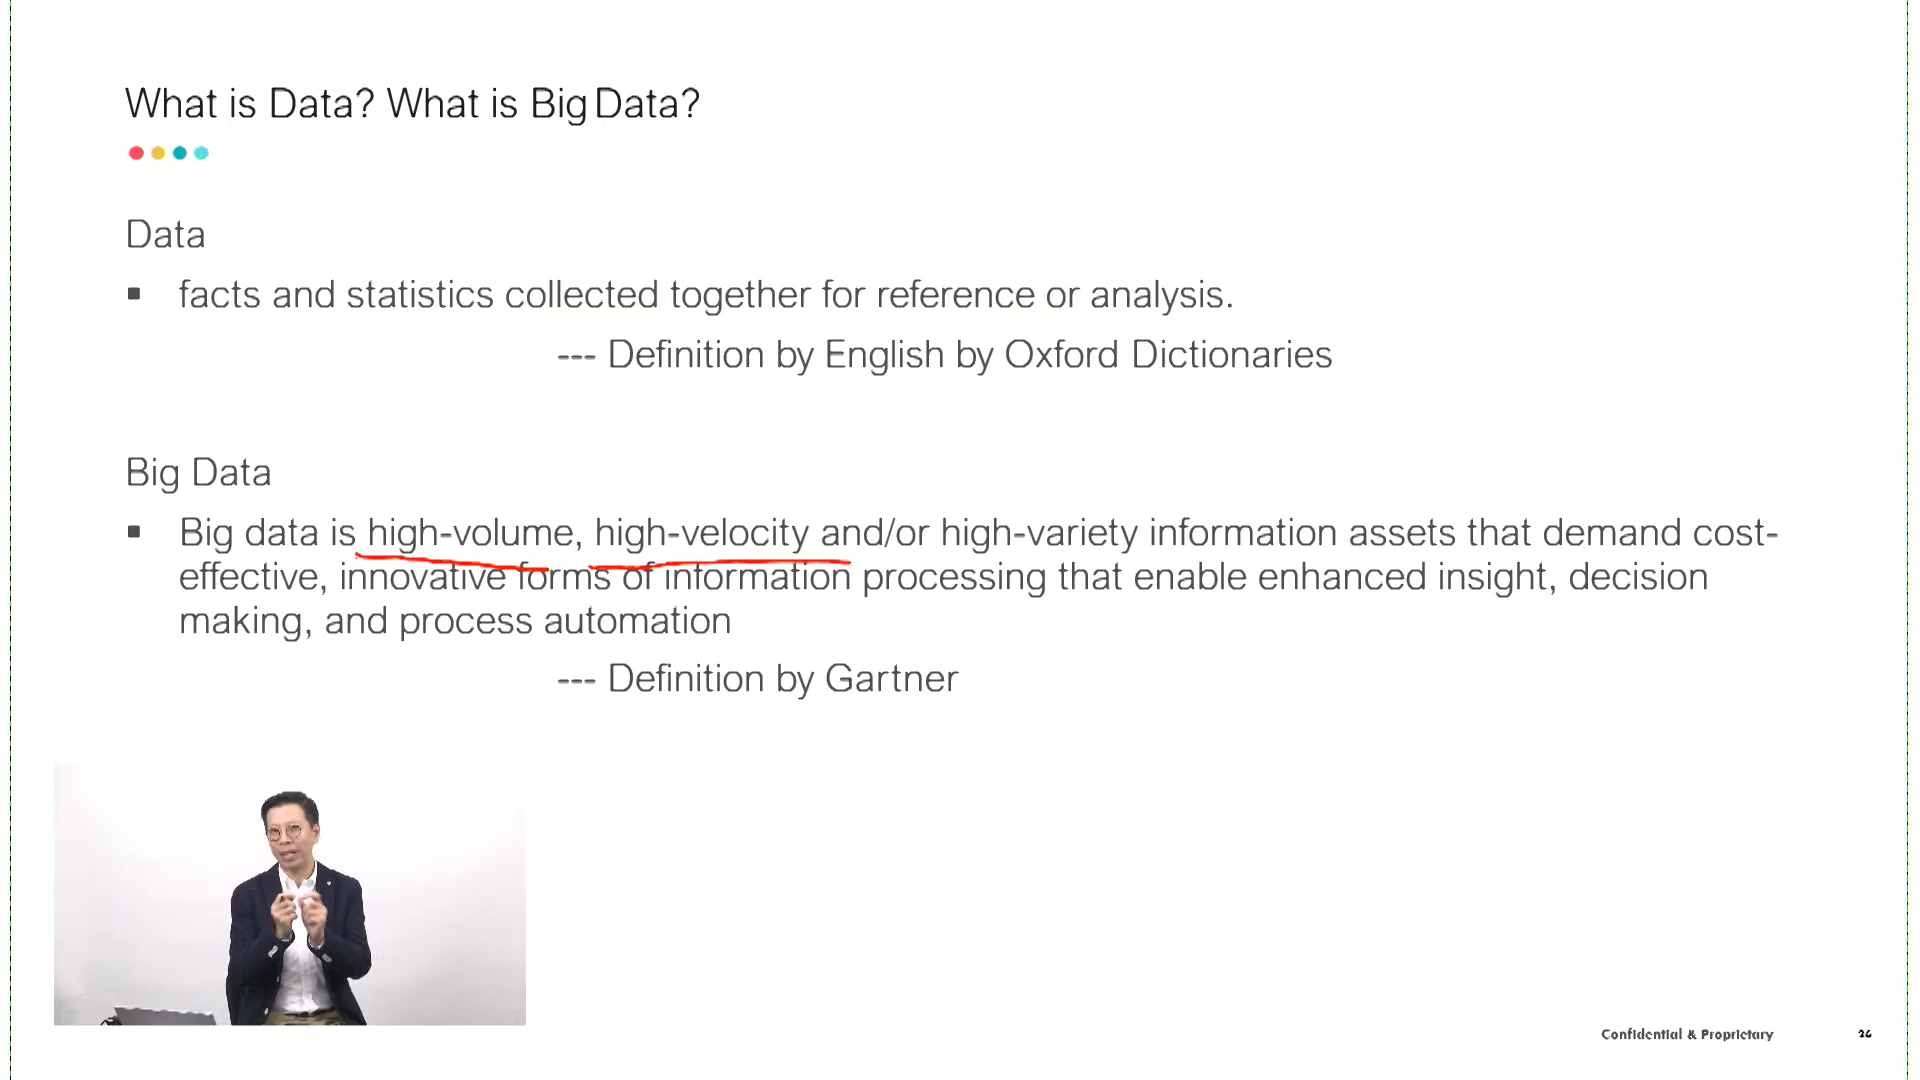 What is Data? What is Big Data?
Data
▪ facts and statistics collected together for reference or analysis.
--- Definition by English by Oxford Dictionaries
Big Data
▪ Big data is high-volume, high-velocity and/or high-variety information assets that demand cost-
effective, innovative forms of information processing that enable enhanced insight, decision
making, and process automation
--- Definition by Gartner
Confidential & Proprietary